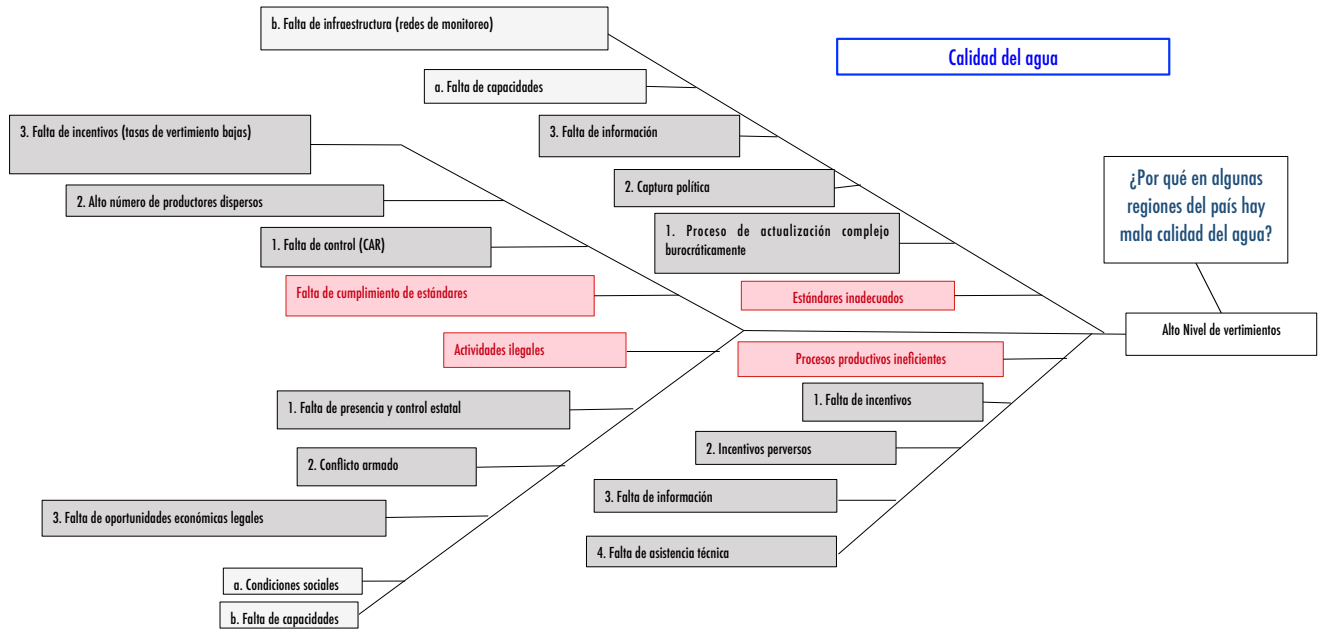 b. Falta de infraestructura (redes de monitoreo)
Calidad del agua
a. Falta de capacidades
3. Falta de incentivos (tasas de vertimiento bajas)
3. Falta de información
2. Captura política
2. Alto número de productores dispersos
1. Proceso de actualización complejo
burocráticamente
1. Falta de control (CAR)
Falta de cumplimiento de estándares
Estándares inadecuados
¿Por qué en algunas
regiones del país hay
mala calidad del agua?
Alto Nivel de vertimientos
Actividades ilegales
Procesos productivos ineficientes
1. Falta de presencia y control estatal
1. Falta de incentivos
2. Conflicto armado
2. Incentivos perversos
3. Falta de oportunidades económicas legales
3. Falta de información
4. Falta de asistencia técnica
a. Condiciones sociales
b. Falta de capacidades